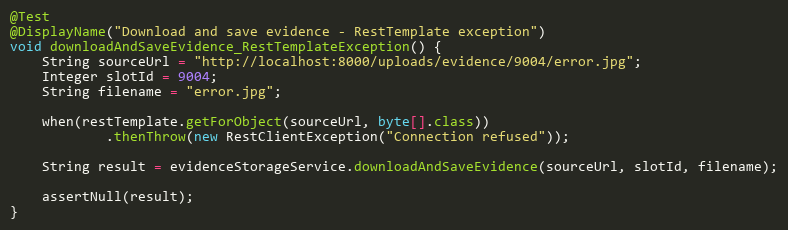 @Test
@DisplayName("Download and save evidence - RestTemplate exception")
void downloadAndSaveEvidence_RestTemplateException() {
    String sourceUrl = "http://localhost:8000/uploads/evidence/9004/error.jpg";
    Integer slotId = 9004;
    String filename = "error.jpg";

    when(restTemplate.getForObject(sourceUrl, byte[].class))
            .thenThrow(new RestClientException("Connection refused"));

    String result = evidenceStorageService.downloadAndSaveEvidence(sourceUrl, slotId, filename);

    assertNull(result);
}